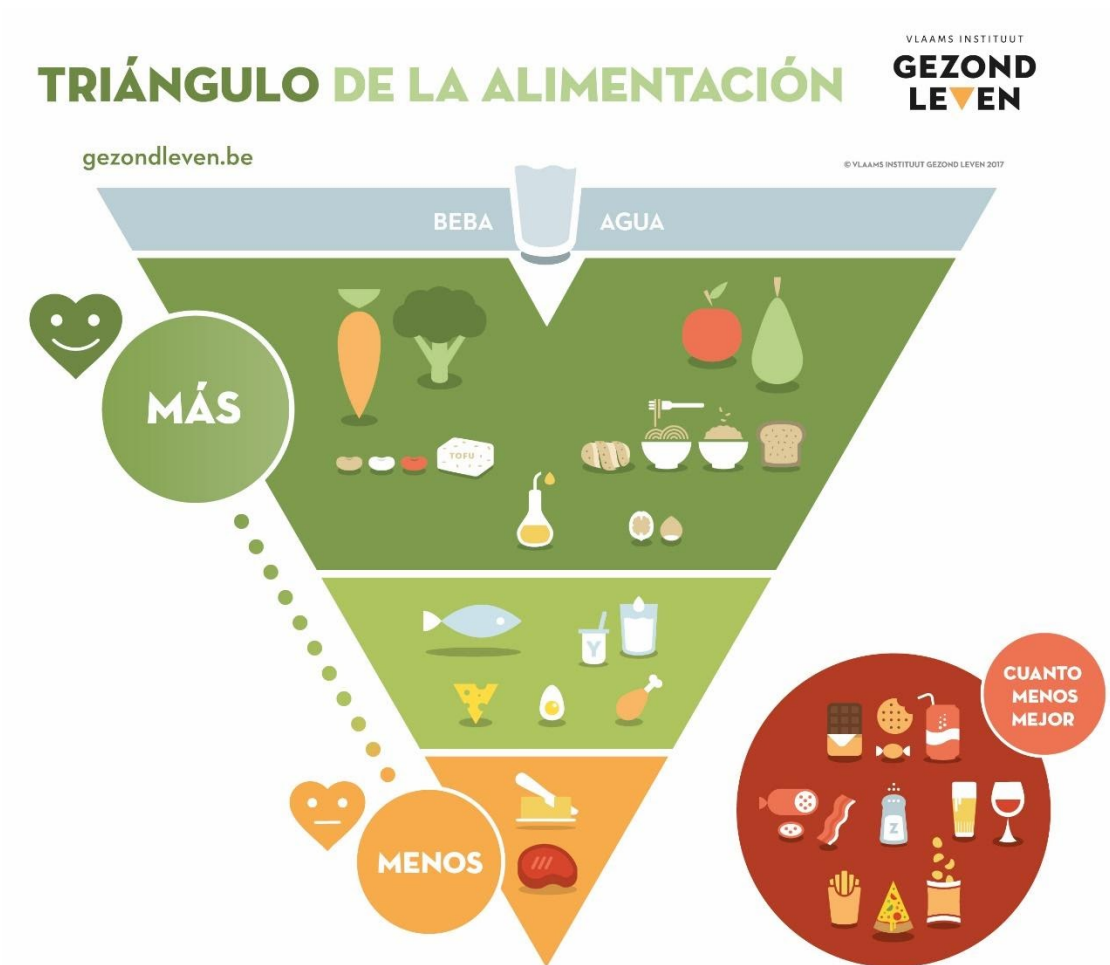 VLAAMS INSTITUUT
GEZOND
LEVEN
TRIÁNGULO DE LA ALIMENTACIÓN
gezondleven.be
© VLAAMS INSTITUUT GEZOND LEVEN 2017
BEBA AGUA
MÁS
TOFU
Y
CUANTO
MENOS
MEJOR
Z
MENOS